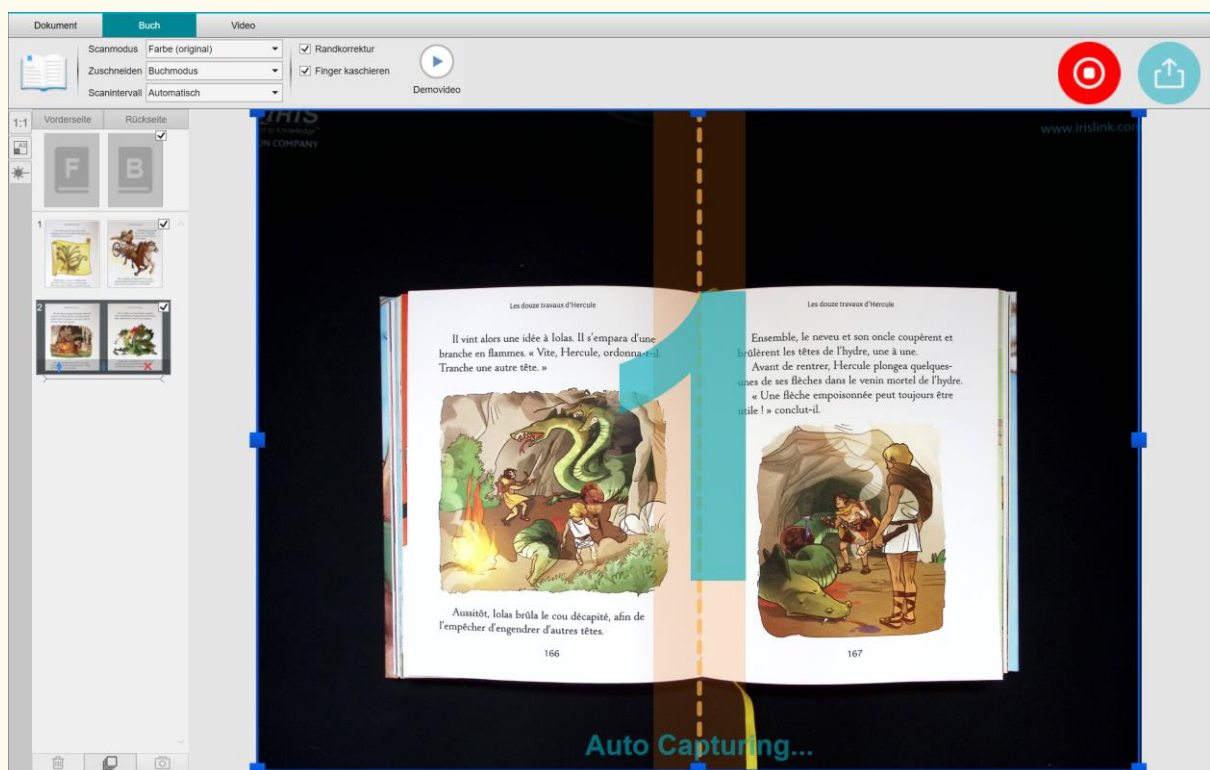 Dokument
Buch
Video
Scanmodus
Farbe (original)
Zuschneiden
Buchmodus
Scanintervall
Automatisch
Randkorrektur
Finger kaschieren
Demovideo
1:1
A3
Vorderseite
Rückseite
F
B
1
2
IRIS
ON COMPANY
www.irislink.com
1
Les douze travaux d'Hercule
Il vint alors une idée à Iolas. Il s'empara d'une
branche en flammes. « Vite, Hercule, ordonna-t-il.
Tranche une autre tête. »
Aussitôt, Iolas brûla le cou décapité, afin de
l'empêcher d'engendrer d'autres têtes.
166
Les douze travaux d'Hercule
Ensemble, le neveu et son oncle coupèrent et
brûlèrent les têtes de l'hydre, une à une.
Avant de rentrer, Hercule plongea quelques-
unes de ses flèches dans le venin mortel de l'hydre.
« Une flèche empoisonnée peut toujours être
utile ! » conclut-il.
167
Auto Capturing...